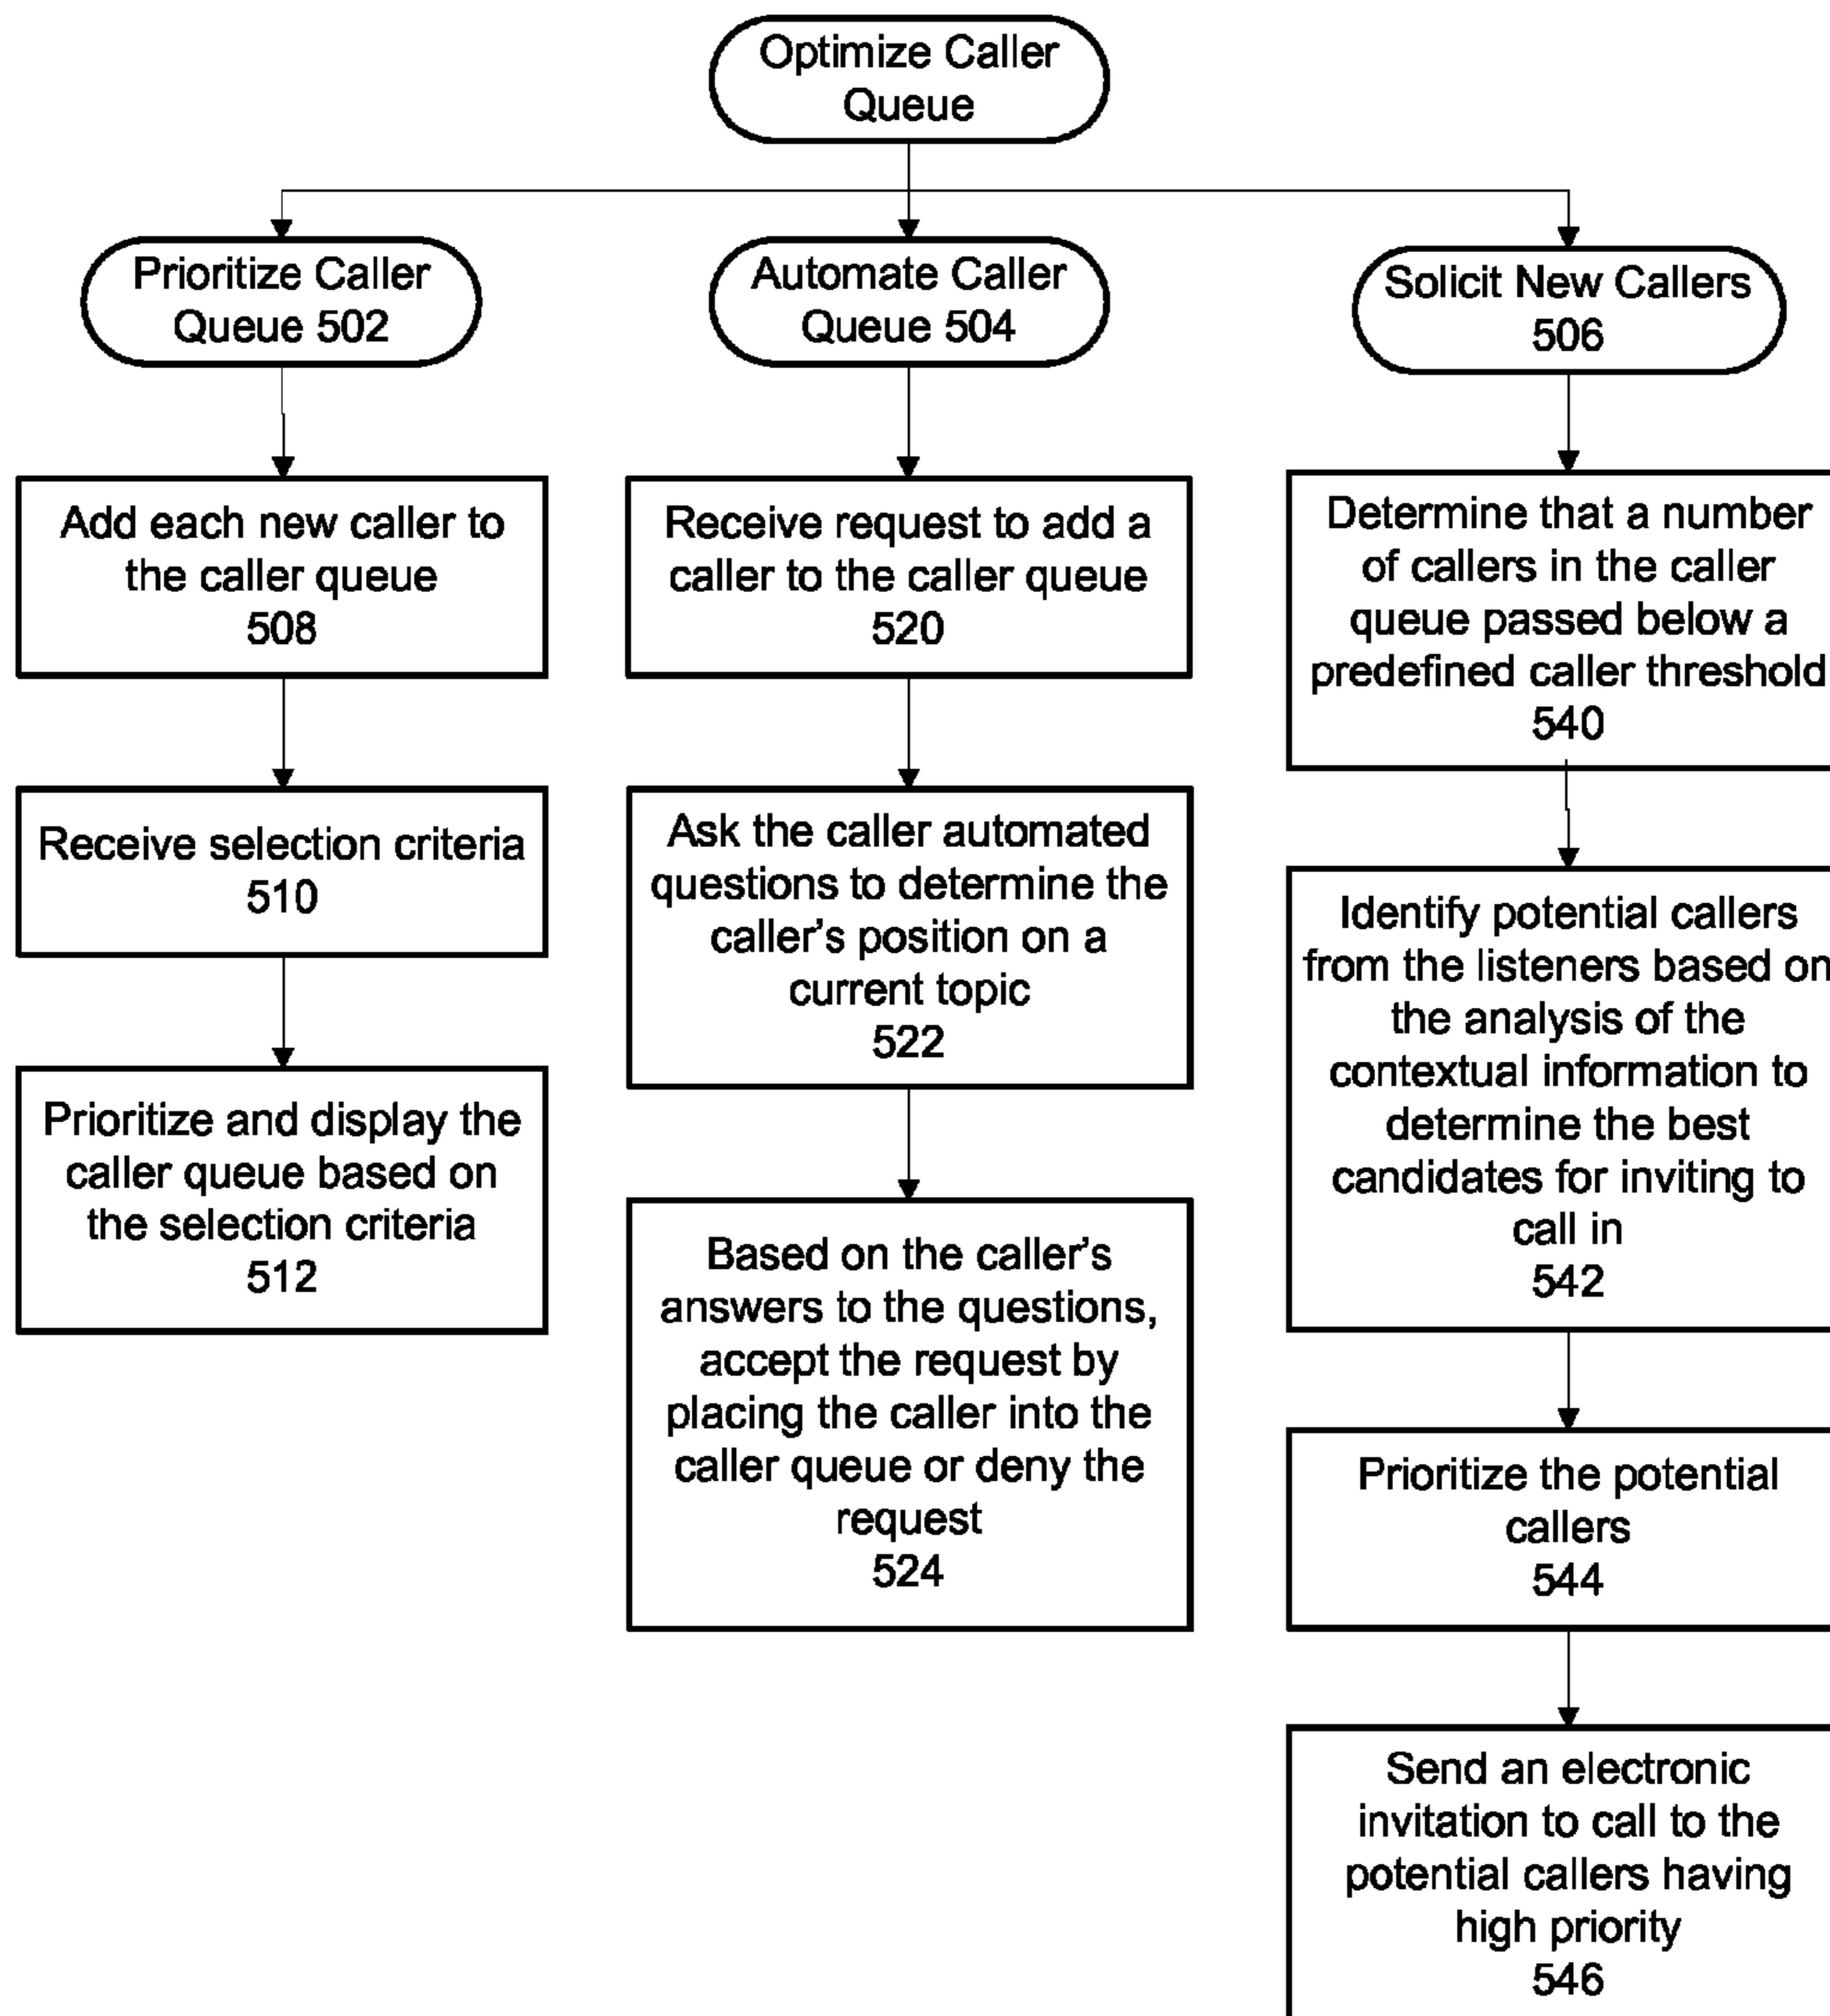 Optimize Caller
Queue
Prioritize Caller
Queue 502
Add each new caller to
the caller queue
508
Receive selection criteria
510
Prioritize and display the
caller queue based on
the selection criteria
512
Automate Caller
Queue 504
Receive request to add a
caller to the caller queue
520
Ask the caller automated
questions to determine the
caller's position on a
current topic
522
Based on the caller's
answers to the questions,
accept the request by
placing the caller into the
caller queue or deny the
request
524
Solicit New Callers
506
Determine that a number
of callers in the caller
queue passed below a
predefined caller threshold
540
Identify potential callers
from the listeners based on
the analysis of the
contextual information to
determine the best
candidates for inviting to
call in
542
Prioritize the potential
callers
544
Send an electronic
invitation to call to the
potential callers having
high priority
546